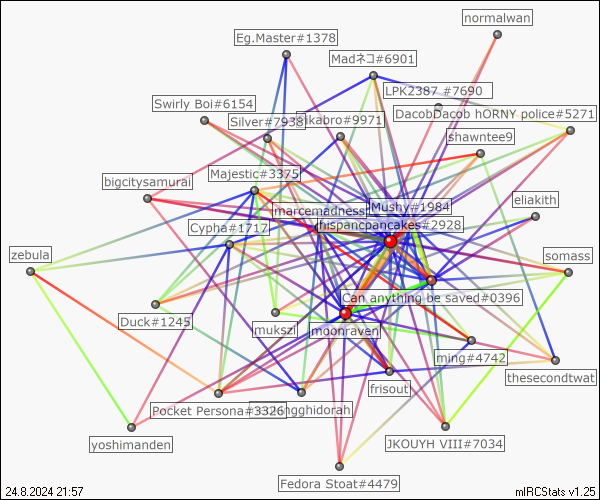 normalwan
Eg.Master#1378
Madネコ#6901
LPK2387 #7690
Swirly Boi#6154
DacobDacob hORNY police#5271
Silver#7938
ikabro#9971
shawntee9
Majestic#3375
bigcitysamurai
eliakith
Mushy#1984
marcemadness
hispancpancakes#2928
Cypha#1717
zebula
somass
Can anything be saved#0396
Duck#1245
mukszi
moonraven
ming#4742
thesecondtwat
frisout
Pocket Persona#3326
ngghidorah
yoshimanden
JKOUYH VIII#7034
Fedora Stoat#4479
24.8.2024 21:57
mIRCStats v1.25